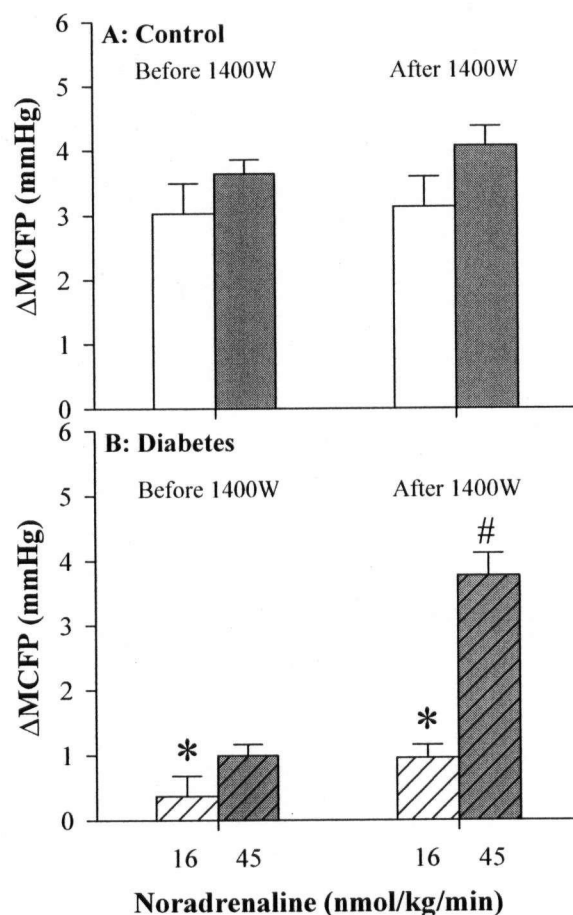 A: Control
Before 1400W After 1400W
6
5
4
3
2
1
0
ΔMCFP (mmHg)
B: Diabetes
Before 1400W After 1400W
6
5
4
3
2
1
0
ΔMCFP (mmHg)
* * #
16 45 16 45
Noradrenaline (nmol/kg/min)